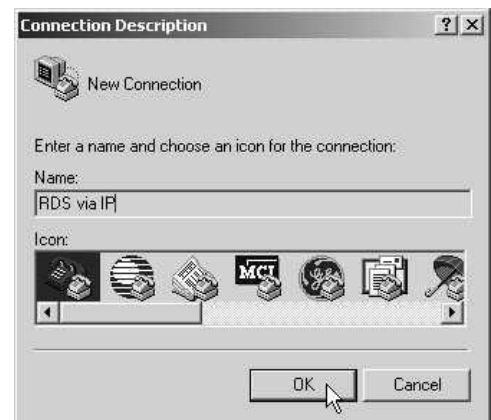 Connection Description
New Connection
Enter a name and choose an icon for the connection:
Name:
RDS via IP
Icon:
MCI
OK
Cancel